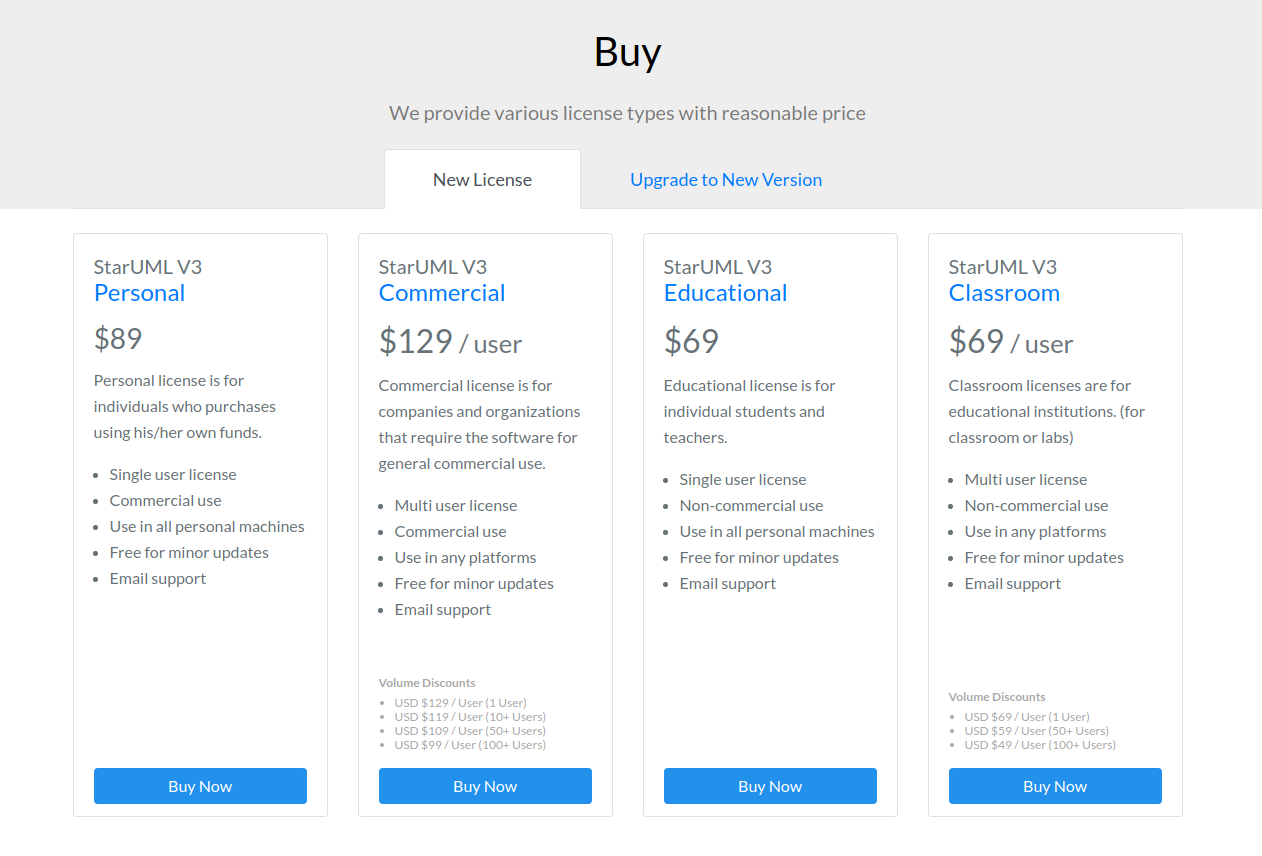 Buy
We provide various license types with reasonable price
New License
Upgrade to New Version
StarUML V3
Personal
$89
Personal license is for
individuals who purchases
using his/her own funds.
Single user license
Commercial use
Use in all personal machines
Free for minor updates
Email support
Buy Now
StarUML V3
Commercial
$129 / user
Commercial license is for
companies and organizations
that require the software for
general commercial use.
Multi user license
Commercial use
Use in any platforms
Free for minor updates
Email support
Volume Discounts
USD $129 / User (1 User)
USD $119 / User (10+ Users)
USD $109 / User (50+ Users)
USD $99 / User (100+ Users)
Buy Now
StarUML V3
Educational
$69
Educational license is for
individual students and
teachers.
Single user license
Non-commercial use
Use in all personal machines
Free for minor updates
Email support
Buy Now
StarUML V3
Classroom
$69 / user
Classroom licenses are for
educational institutions. (for
classroom or labs)
Multi user license
Non-commercial use
Use in any platforms
Free for minor updates
Email support
Volume Discounts
USD $69 / User (1 User)
USD $59 / User (50+ Users)
USD $49 / User (100+ Users)
Buy Now